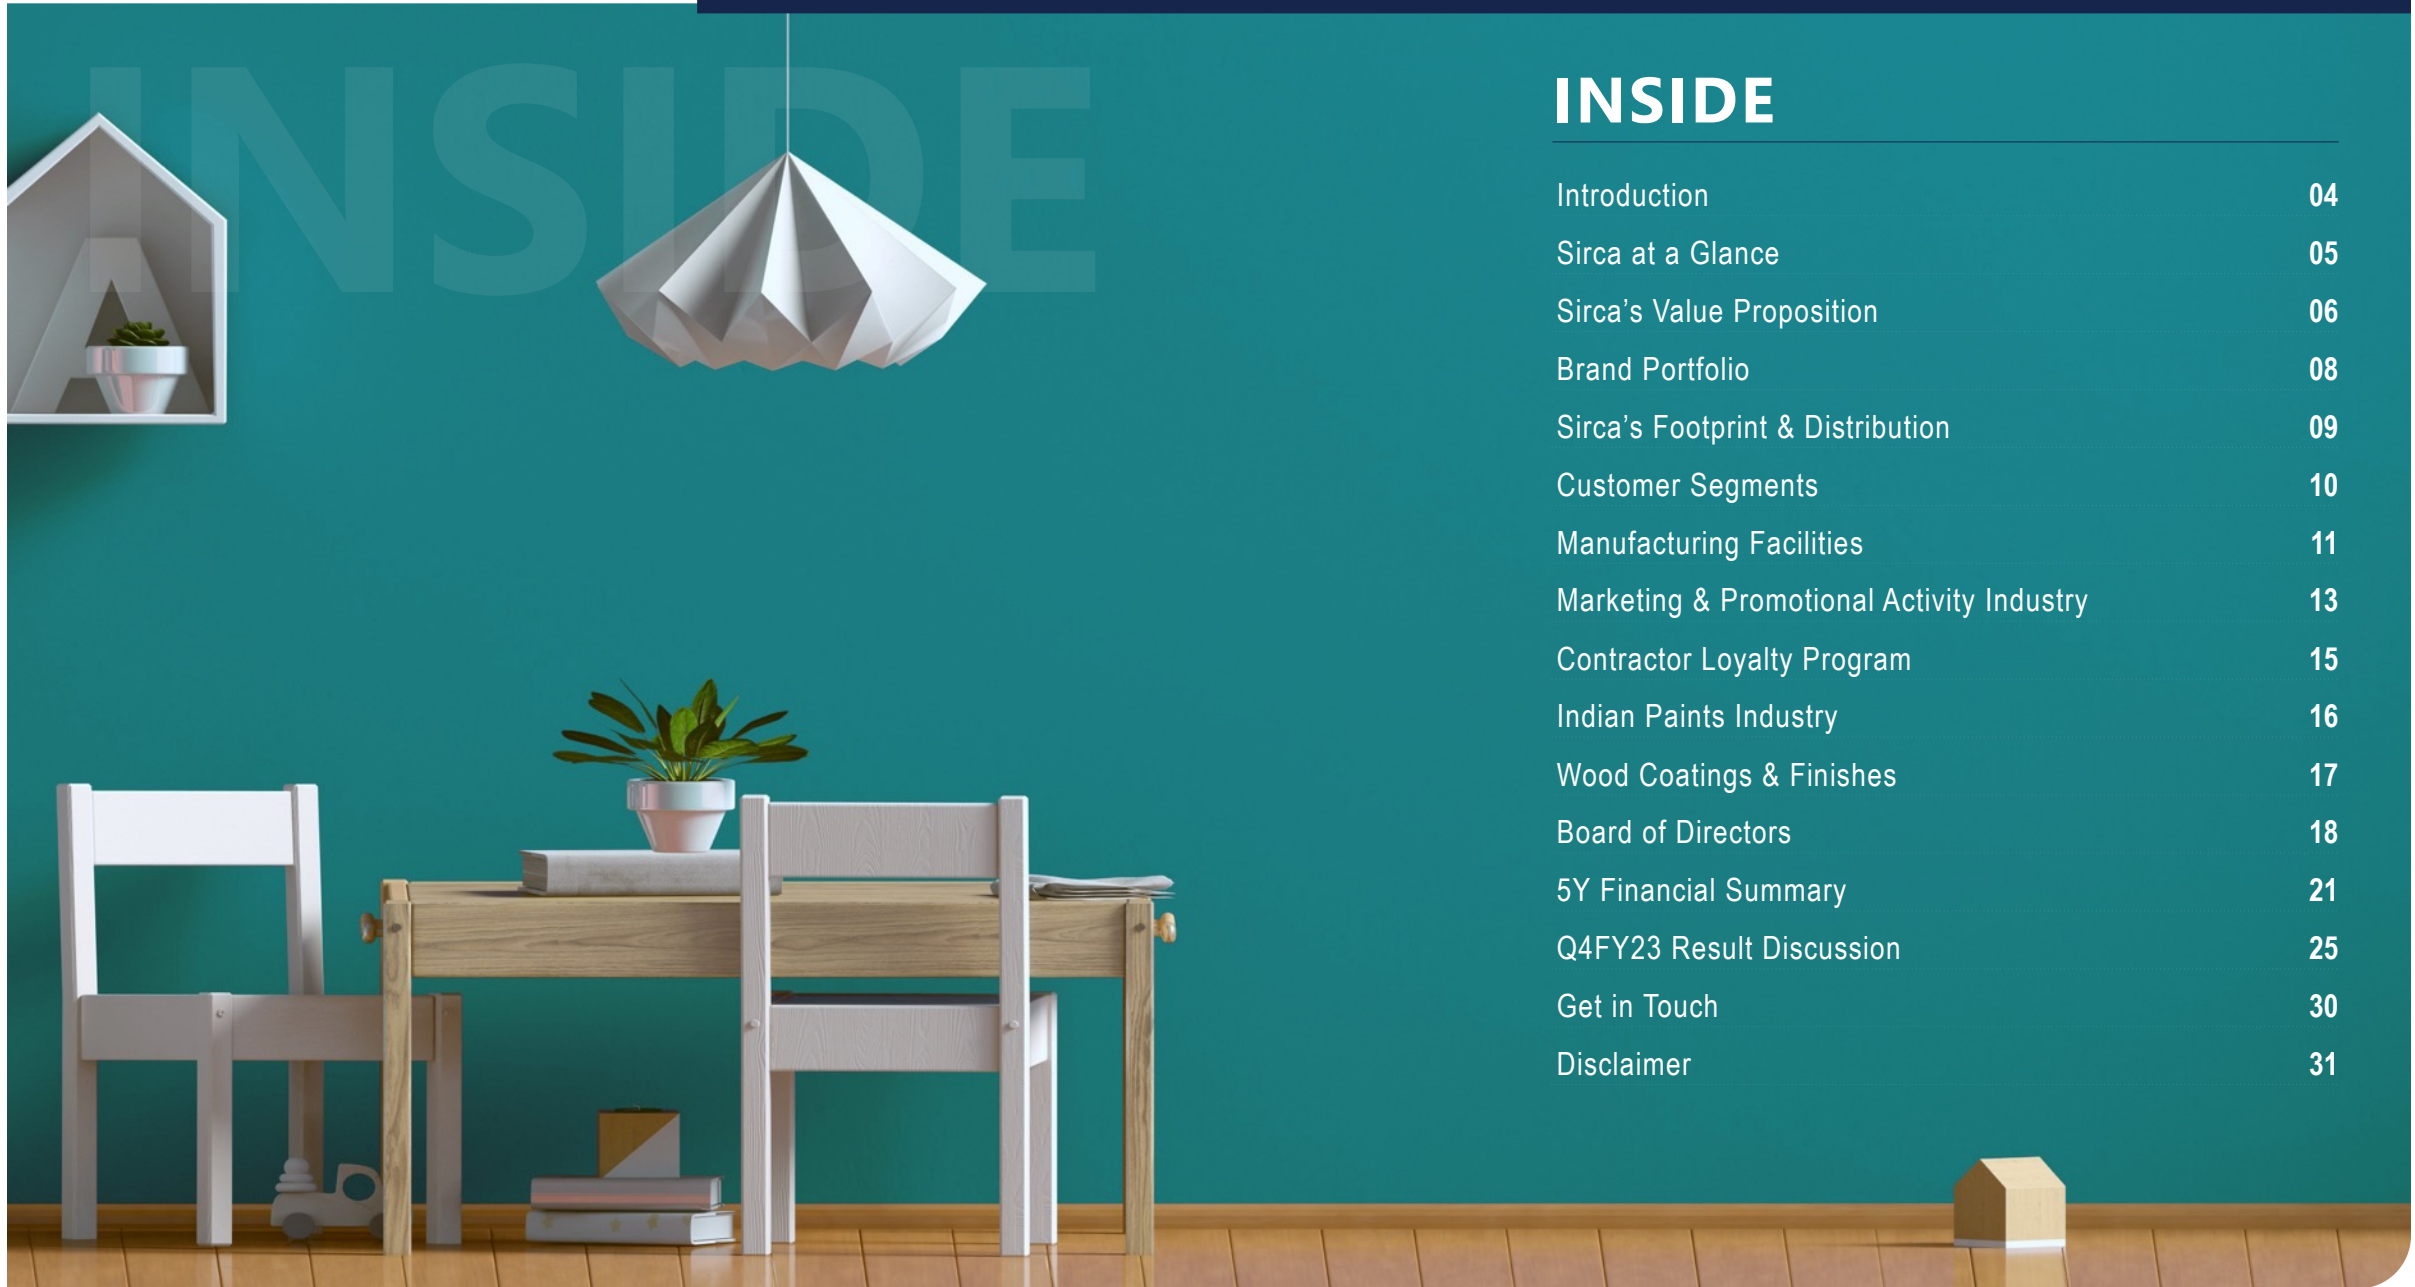 INSIDE
INSIDE
Introduction 04
Sirca at a Glance 05
Sirca’s Value Proposition 06
Brand Portfolio 08
Sirca’s Footprint & Distribution 09
Customer Segments 10
Manufacturing Facilities 11
Marketing & Promotional Activity Industry 13
Contractor Loyalty Program 15
Indian Paints Industry 16
Wood Coatings & Finishes 17
Board of Directors 18
5Y Financial Summary 21
Q4FY23 Result Discussion 25
Get in Touch 30
Disclaimer 31
A